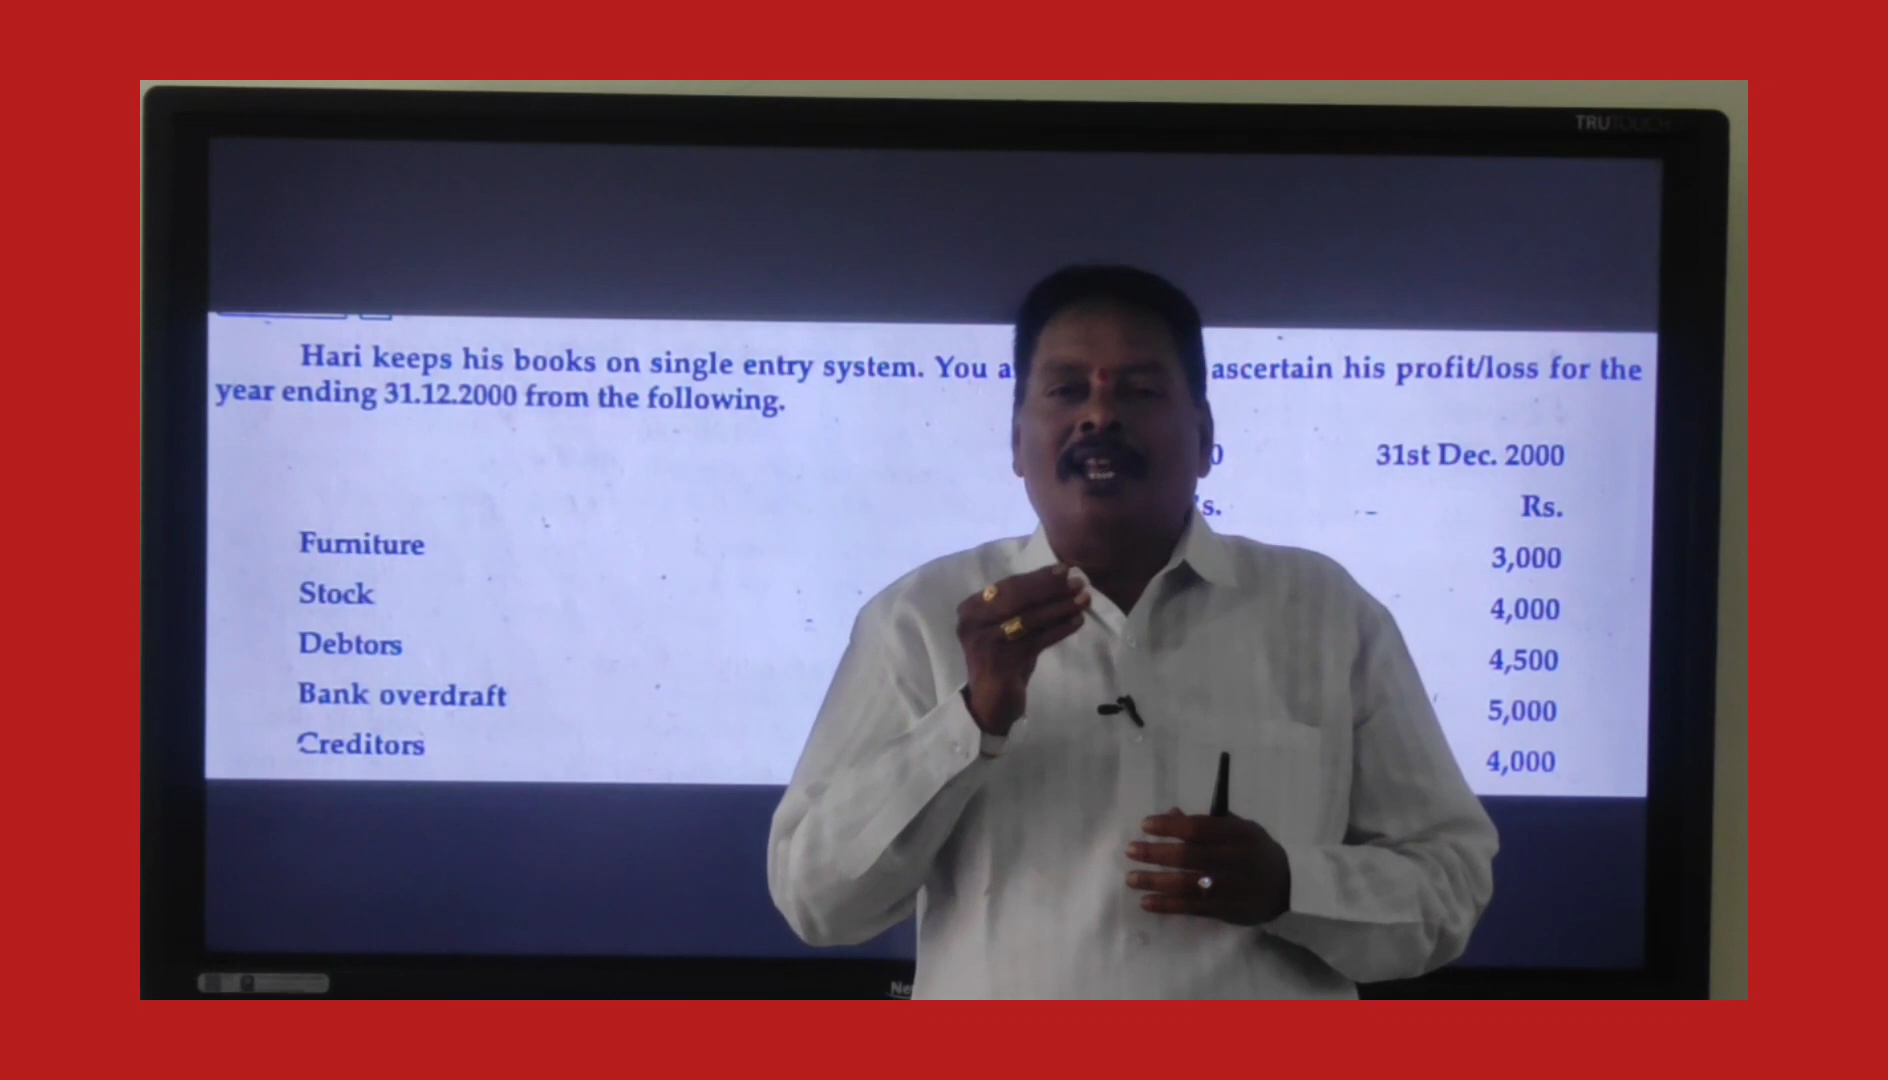 TRUTOUCH
Hari keeps his books on single entry system. You ascertain his profit/loss for the
year ending 31.12.2000 from the following.
31st Dec. 2000
Rs.
Furniture 3,000
Stock 4,000
Debtors 4,500
Bank overdraft 5,000
Creditors 4,000